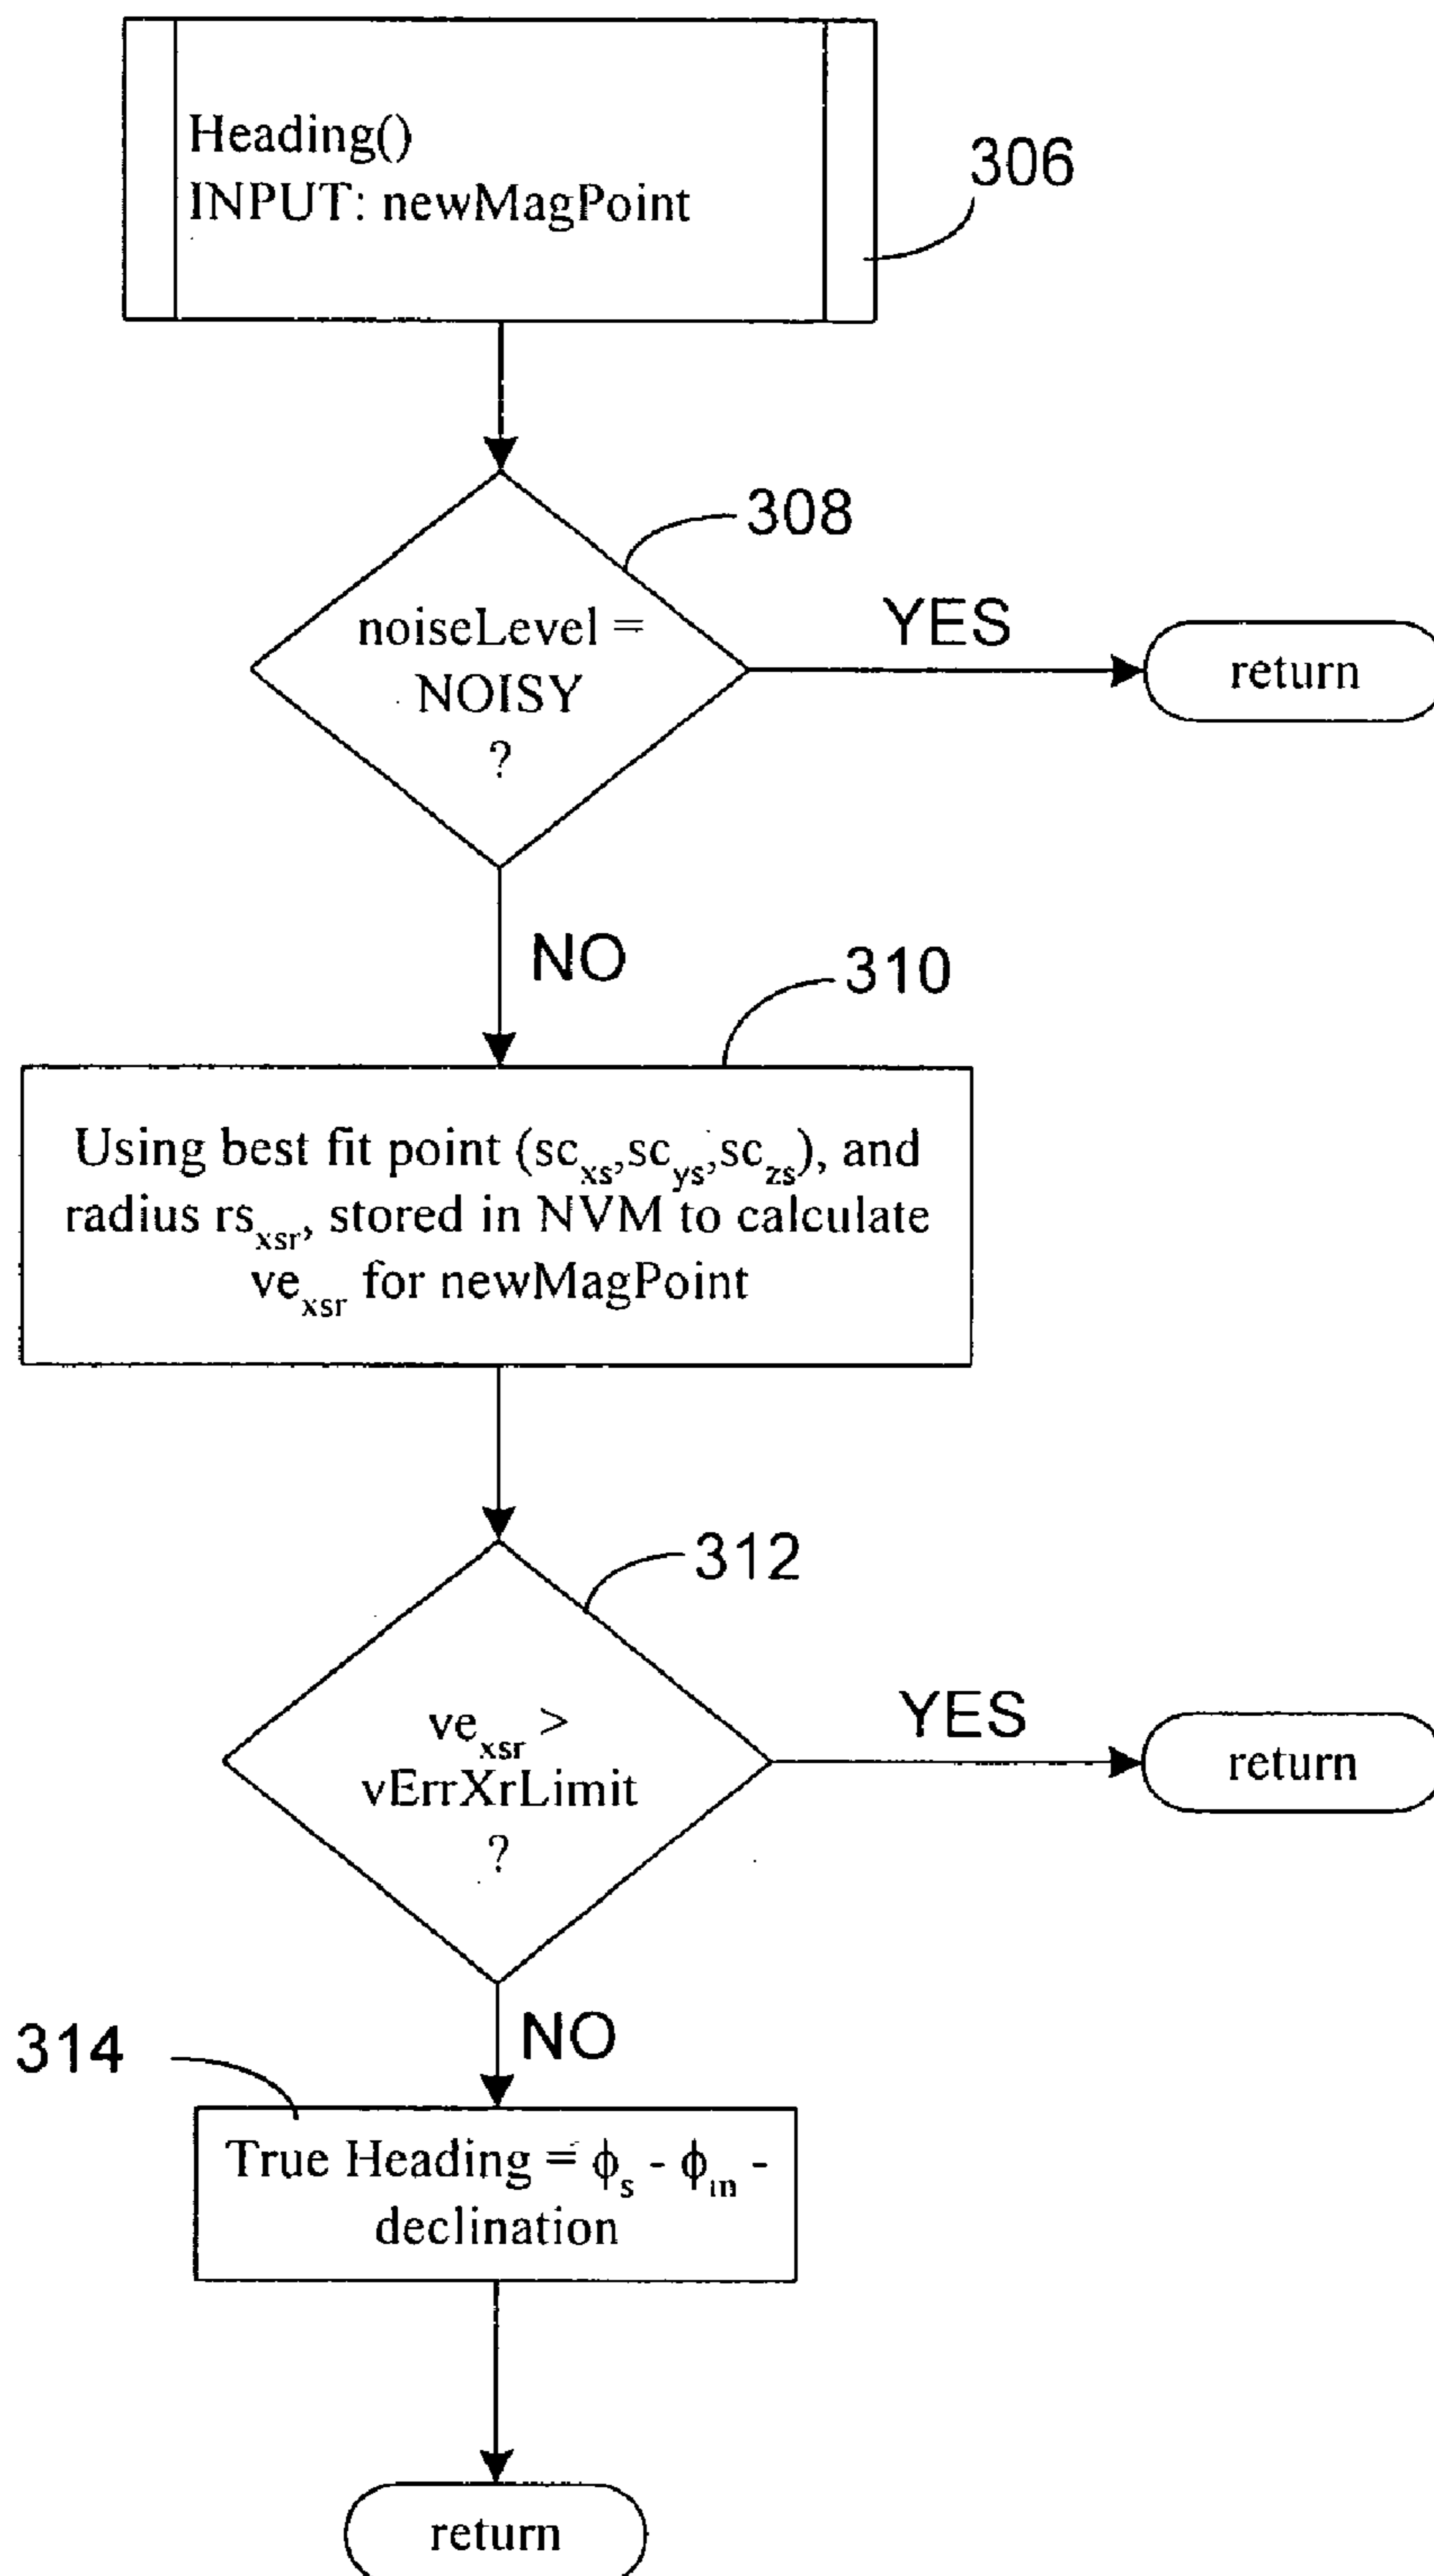 Heading()
INPUT: newMagPoint
306
308
noiseLevel =
NOISY
?
YES
return
NO
310
Using best fit point (sc_xs,sc_ys,sc_zs), and
radius rs_xsr, stored in NVM to calculate
ve_xsr for newMagPoint
312
ve_xsr >
vErrXrLimit
?
YES
return
NO
314
True Heading = ϕ_s - ϕ_m -
declination
return